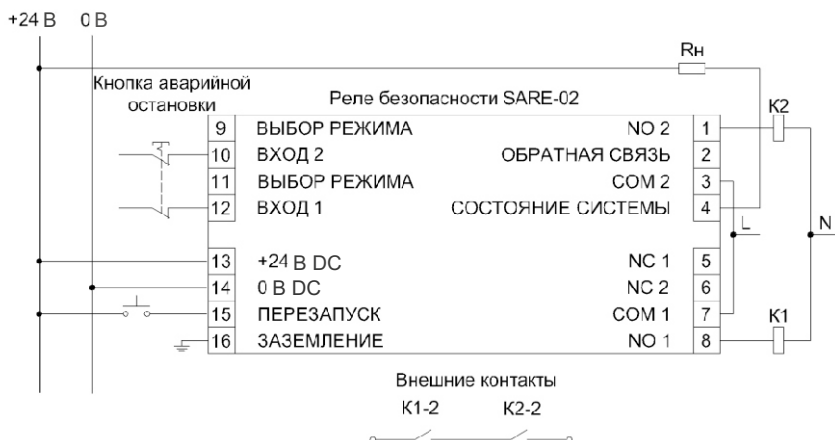 +24 В 0 В
Rн
Кнопка аварийной
остановки
Реле безопасности SARE-02
K2
9 ВЫБОР РЕЖИМА NO 2 1
10 ВХОД 2 ОБРАТНАЯ СВЯЗЬ 2
11 ВЫБОР РЕЖИМА COM 2 3
12 ВХОД 1 СОСТОЯНИЕ СИСТЕМЫ 4
L N
13 +24 В DC NC 1 5
14 0 В DC NC 2 6
15 ПЕРЕЗАПУСК COM 1 7
K1
16 ЗАЗЕМЛЕНИЕ NO 1 8
Внешние контакты
K1-2 K2-2